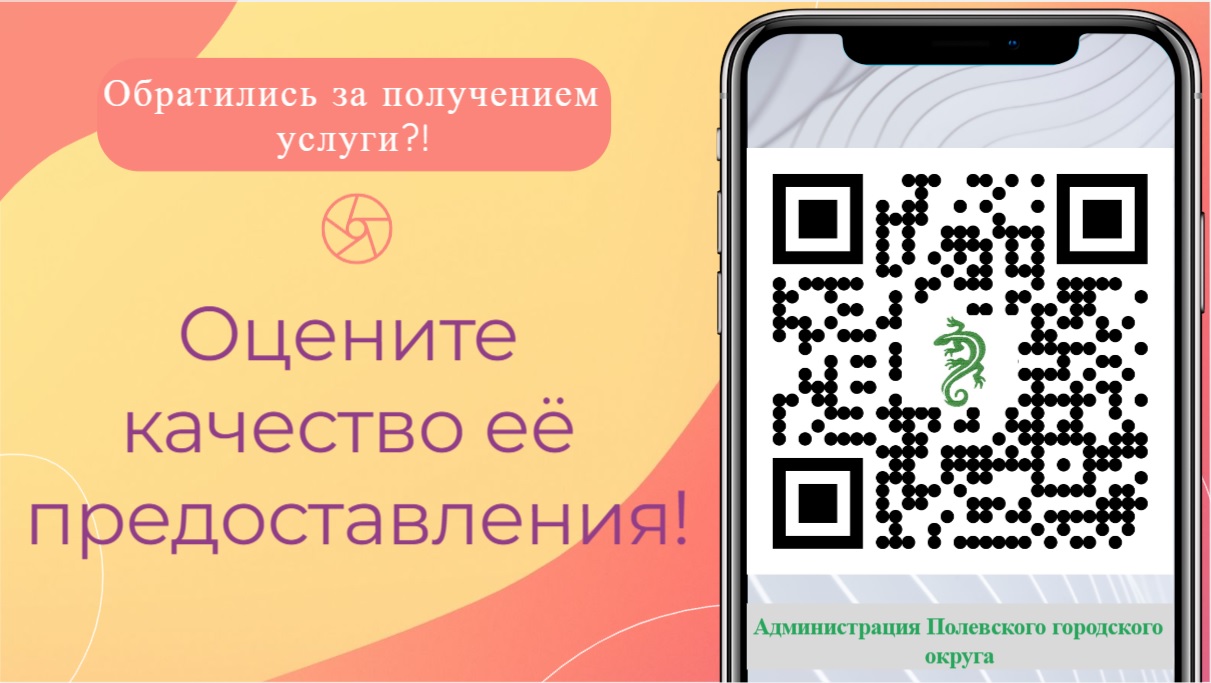 Обратились за получением
услуги?!
Оцените
качество её
предоставления!
Администрация Полевского городского
округа